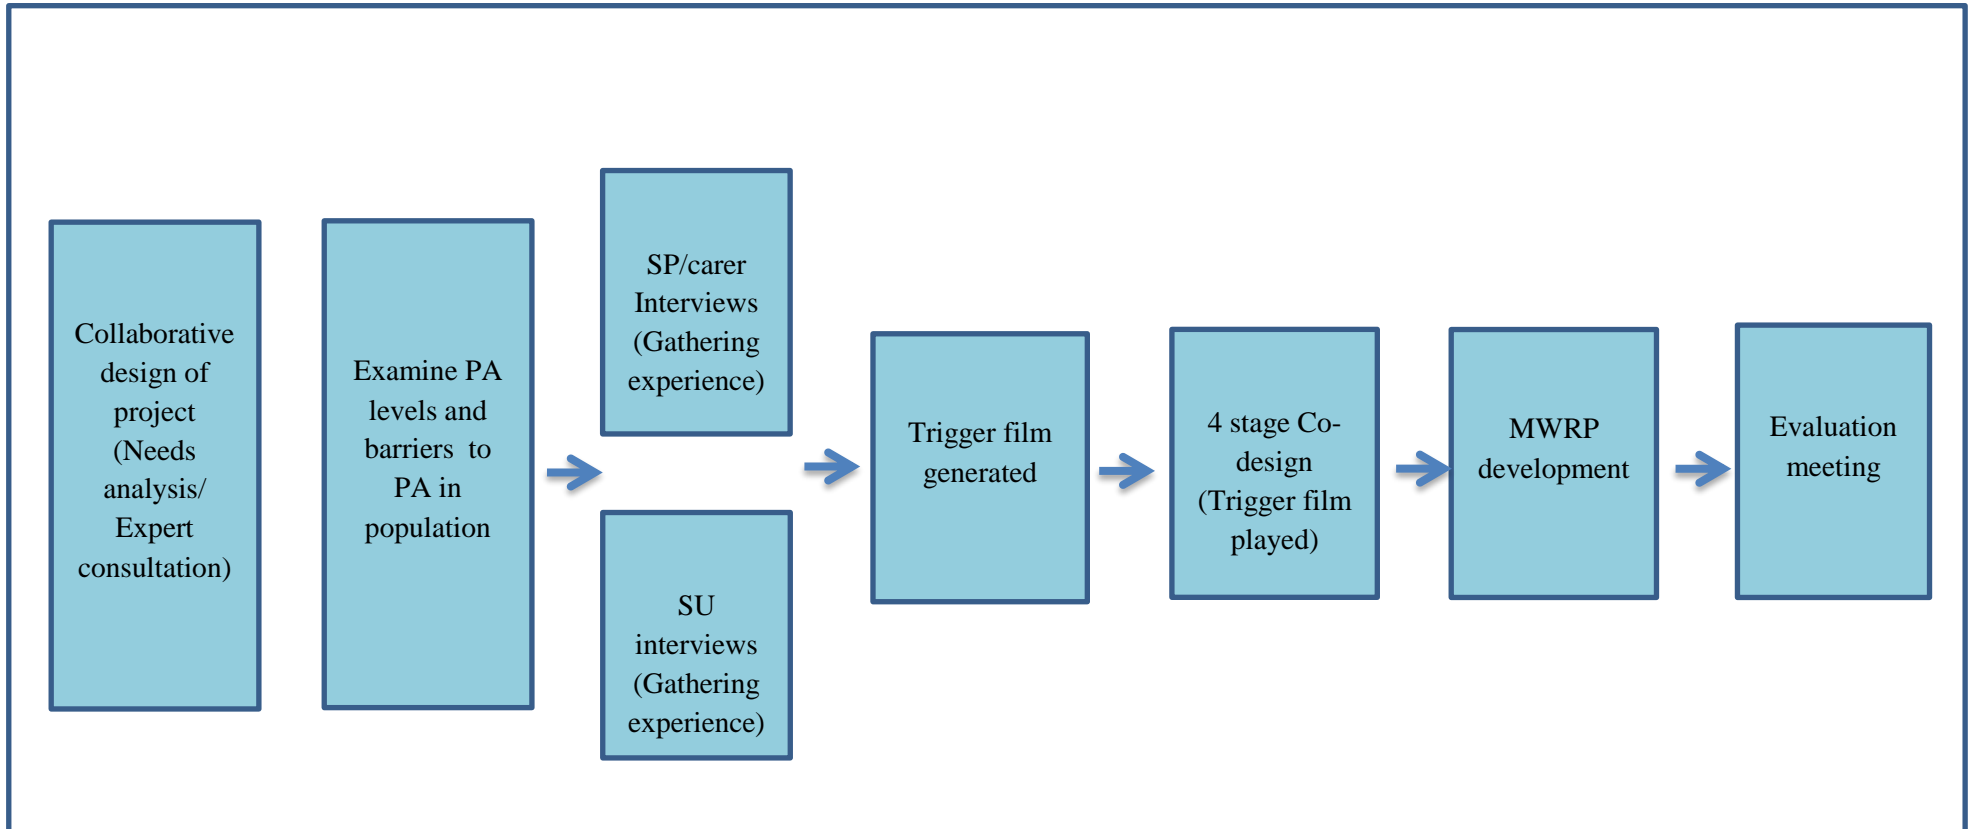 Collaborative
design of
project
(Needs
analysis/
Expert
consultation)
Examine PA
levels and
barriers  to
PA in
population
SP/carer
Interviews
(Gathering
experience)
SU
interviews
(Gathering
experience)
Trigger film
generated
4 stage Co-
design
(Trigger film
played)
MWRP
development
Evaluation
meeting